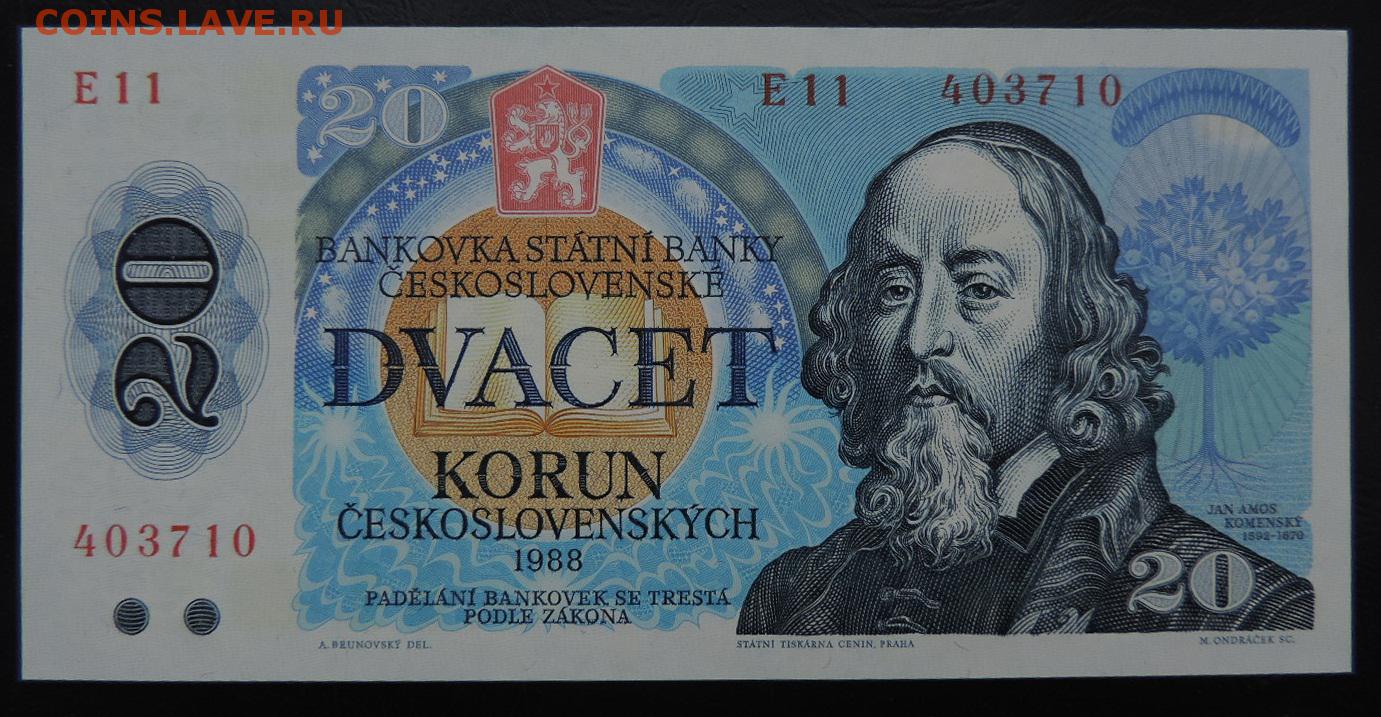 COINS.LAVE.RU
E11
E11 403710
20
BANKOVKA STÁTNÍ BANKY
ČESKOSLOVENSKÉ
20
DVACET
KORUN
ČESKOSLOVENSKÝCH
1988
403710
JAN AMOS
KOMENSKÝ
1592-1670
20
PADĚLÁNÍ BANKOVEK SE TRESTÁ
PODLE ZÁKONA
A. BRUNOVSKÝ DEL.
STÁTNÍ TISKÁRNA CENIN, PRAHA
M. ONDRÁČEK SC.